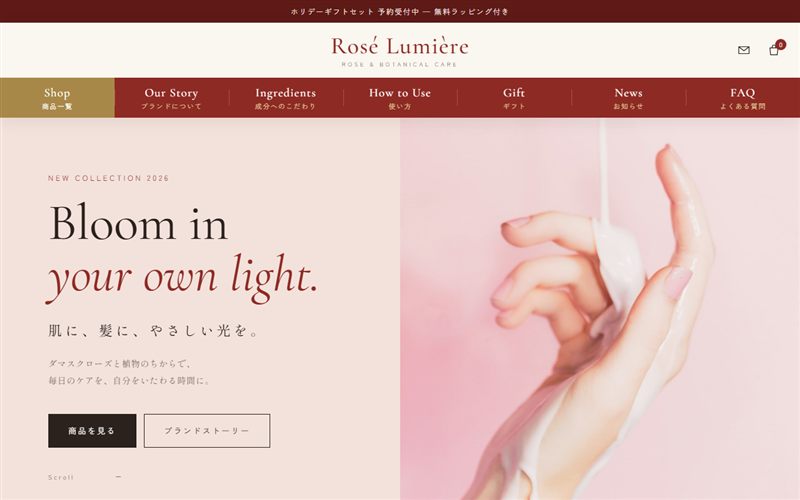 ホリデーギフトセット 予約受付中 — 無料ラッピング付き
Rosé Lumière
ROSE & BOTANICAL CARE
0
Shop
商品一覧
Our Story
ブランドについて
Ingredients
成分へのこだわり
How to Use
使い方
Gift
ギフト
News
お知らせ
FAQ
よくある質問
NEW COLLECTION 2026
Bloom in
your own light.
肌に、髪に、やさしい光を。
ダマスクローズと植物のちからで、
毎日のケアを、自分をいたわる時間に。
商品を見る
ブランドストーリー
Scroll